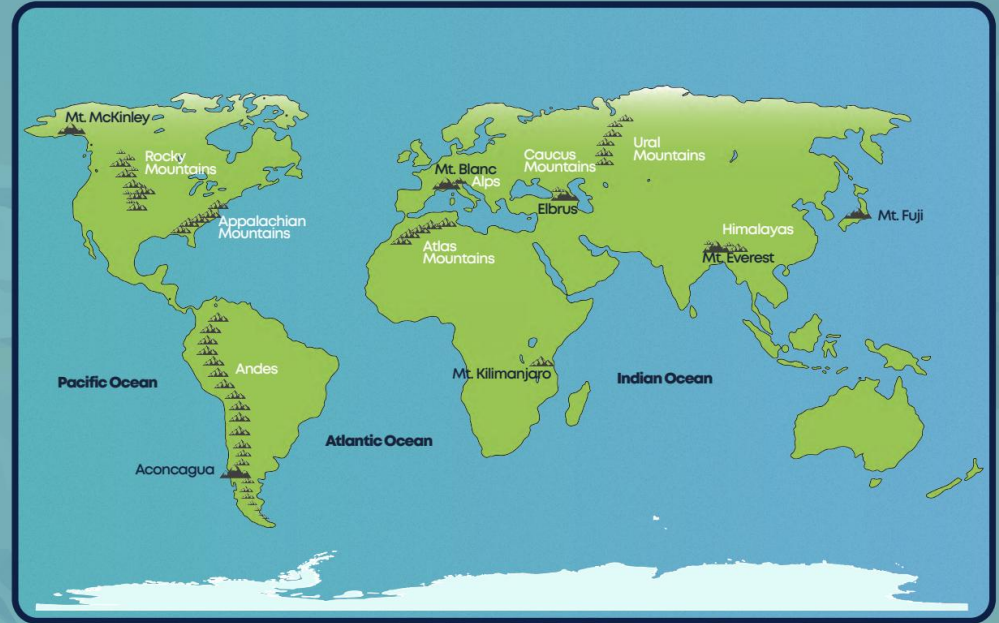 Mt. McKinley
Rocky
Mountains
Appalachian
Mountains
Mt. Blanc
Alps
Caucus
Mountains
Ural
Mountains
Elbrus
Atlas
Mountains
Himalayas
Mt. Everest
Mt. Fuji
Andes
Mt. Kilimanjaro
Pacific Ocean
Indian Ocean
Atlantic Ocean
Aconcagua